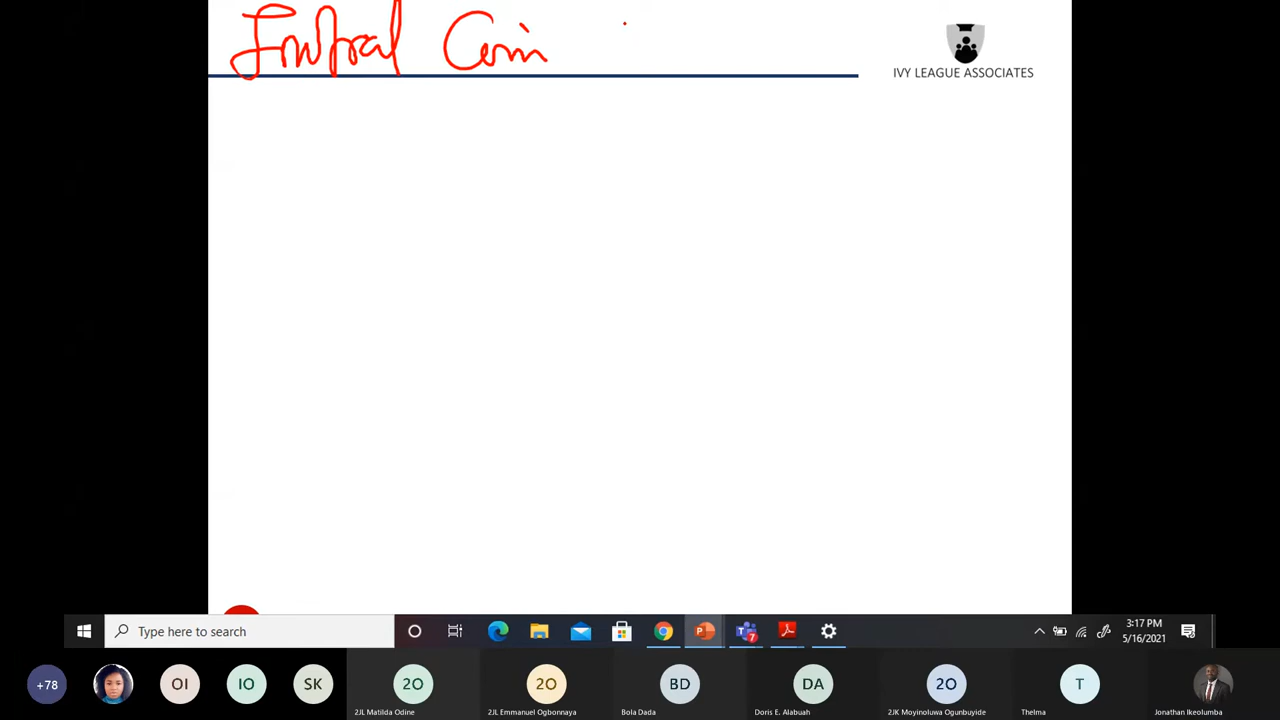 IVY LEAGUE ASSOCIATES
Type here to search
3:17 PM
5/16/2021
7
+78
OI
IO
SK
2O
2JL Matilda Odine
2O
2JL Emmanuel Ogbonnaya
BD
Bola Dada
DA
Doris E. Alabuah
2O
2JK Moyinoluwa Ogunbuyide
T
Thelma
Jonathan Ikeolumba